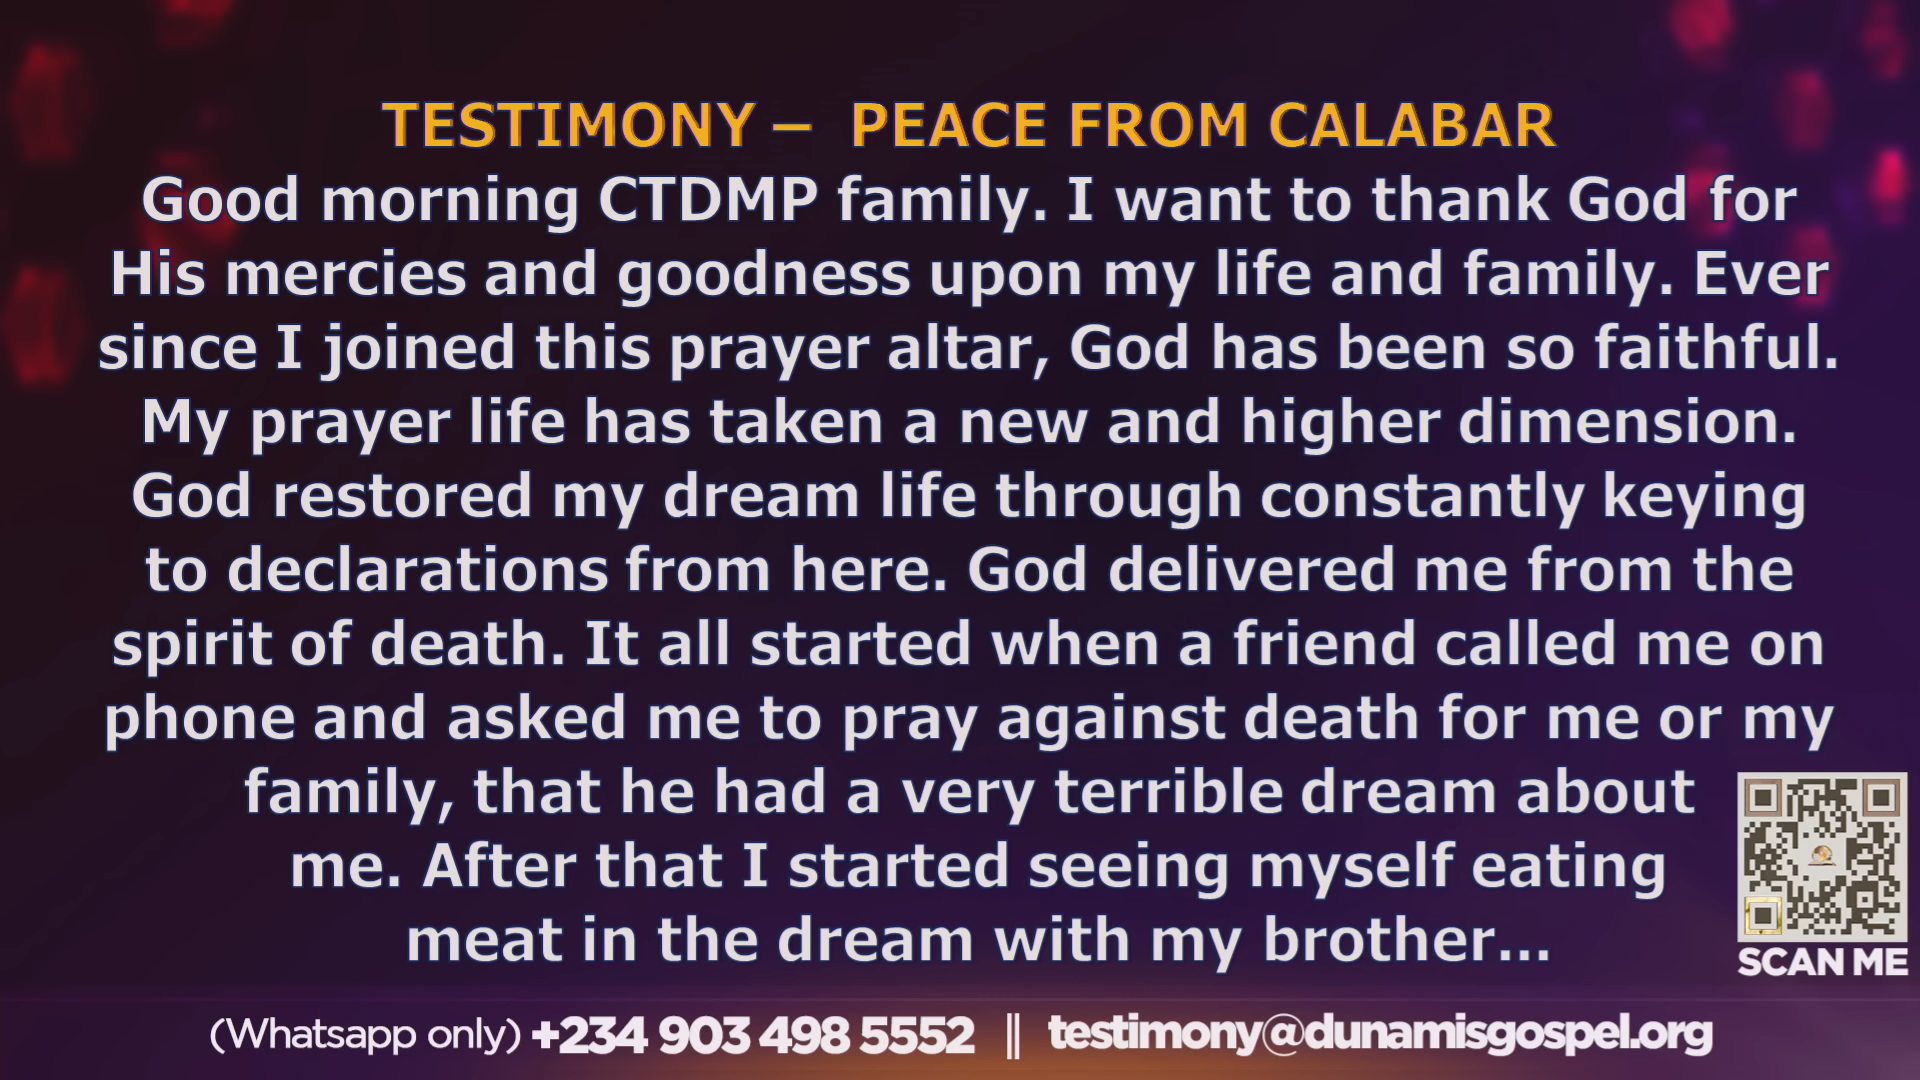 TESTIMONY – PEACE FROM CALABAR
Good morning CTDMP family. I want to thank God for
His mercies and goodness upon my life and family. Ever
since I joined this prayer altar, God has been so faithful.
My prayer life has taken a new and higher dimension.
God restored my dream life through constantly keying
to declarations from here. God delivered me from the
spirit of death. It all started when a friend called me on
phone and asked me to pray against death for me or my
family, that he had a very terrible dream about
me. After that I started seeing myself eating
meat in the dream with my brother...
SCAN ME
(Whatsapp only) +234 903 498 5552 || testimony@dunamisgospel.org